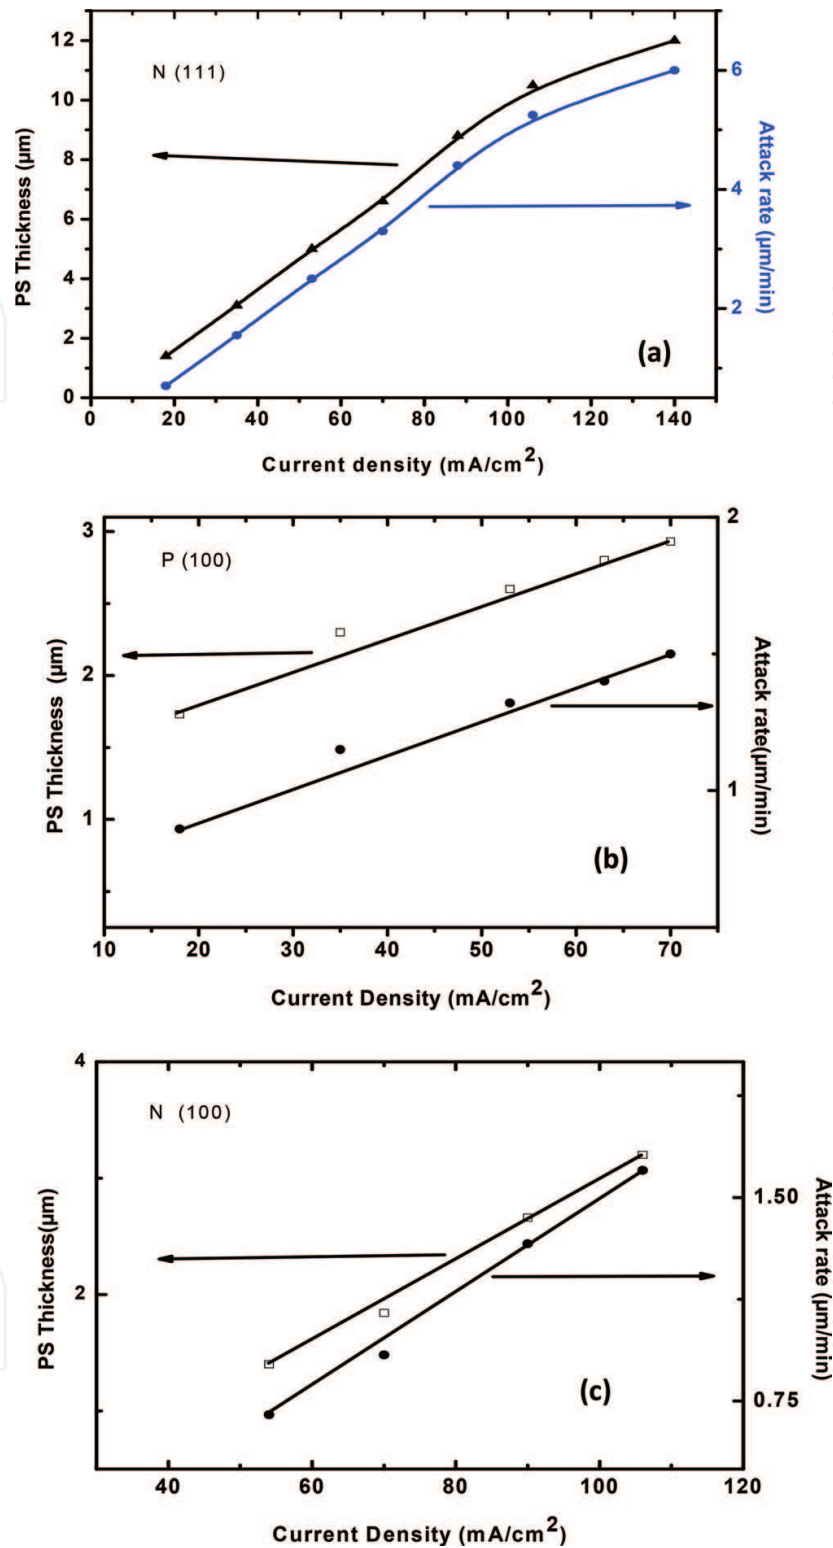 N (111)
PS Thickness (µm)
12
10
8
6
4
2
0
Attack rate (µm/min)
6
4
2
(a)
0 20 40 60 80 100 120 140
Current density (mA/cm²)
P (100)
PS Thickness (µm)
3
2
1
Attack rate(µm/min)
2
1
(b)
10 20 30 40 50 60 70
Current Density (mA/cm²)
N (100)
PS Thickness(µm)
4
2
Attack rate (µm/min)
1.50
0.75
(c)
40 60 80 100 120
Current Density (mA/cm²)